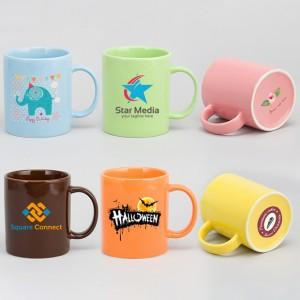 Happy Birthday
Star Media
your tagline here
Square Connect
HALLOWEEN